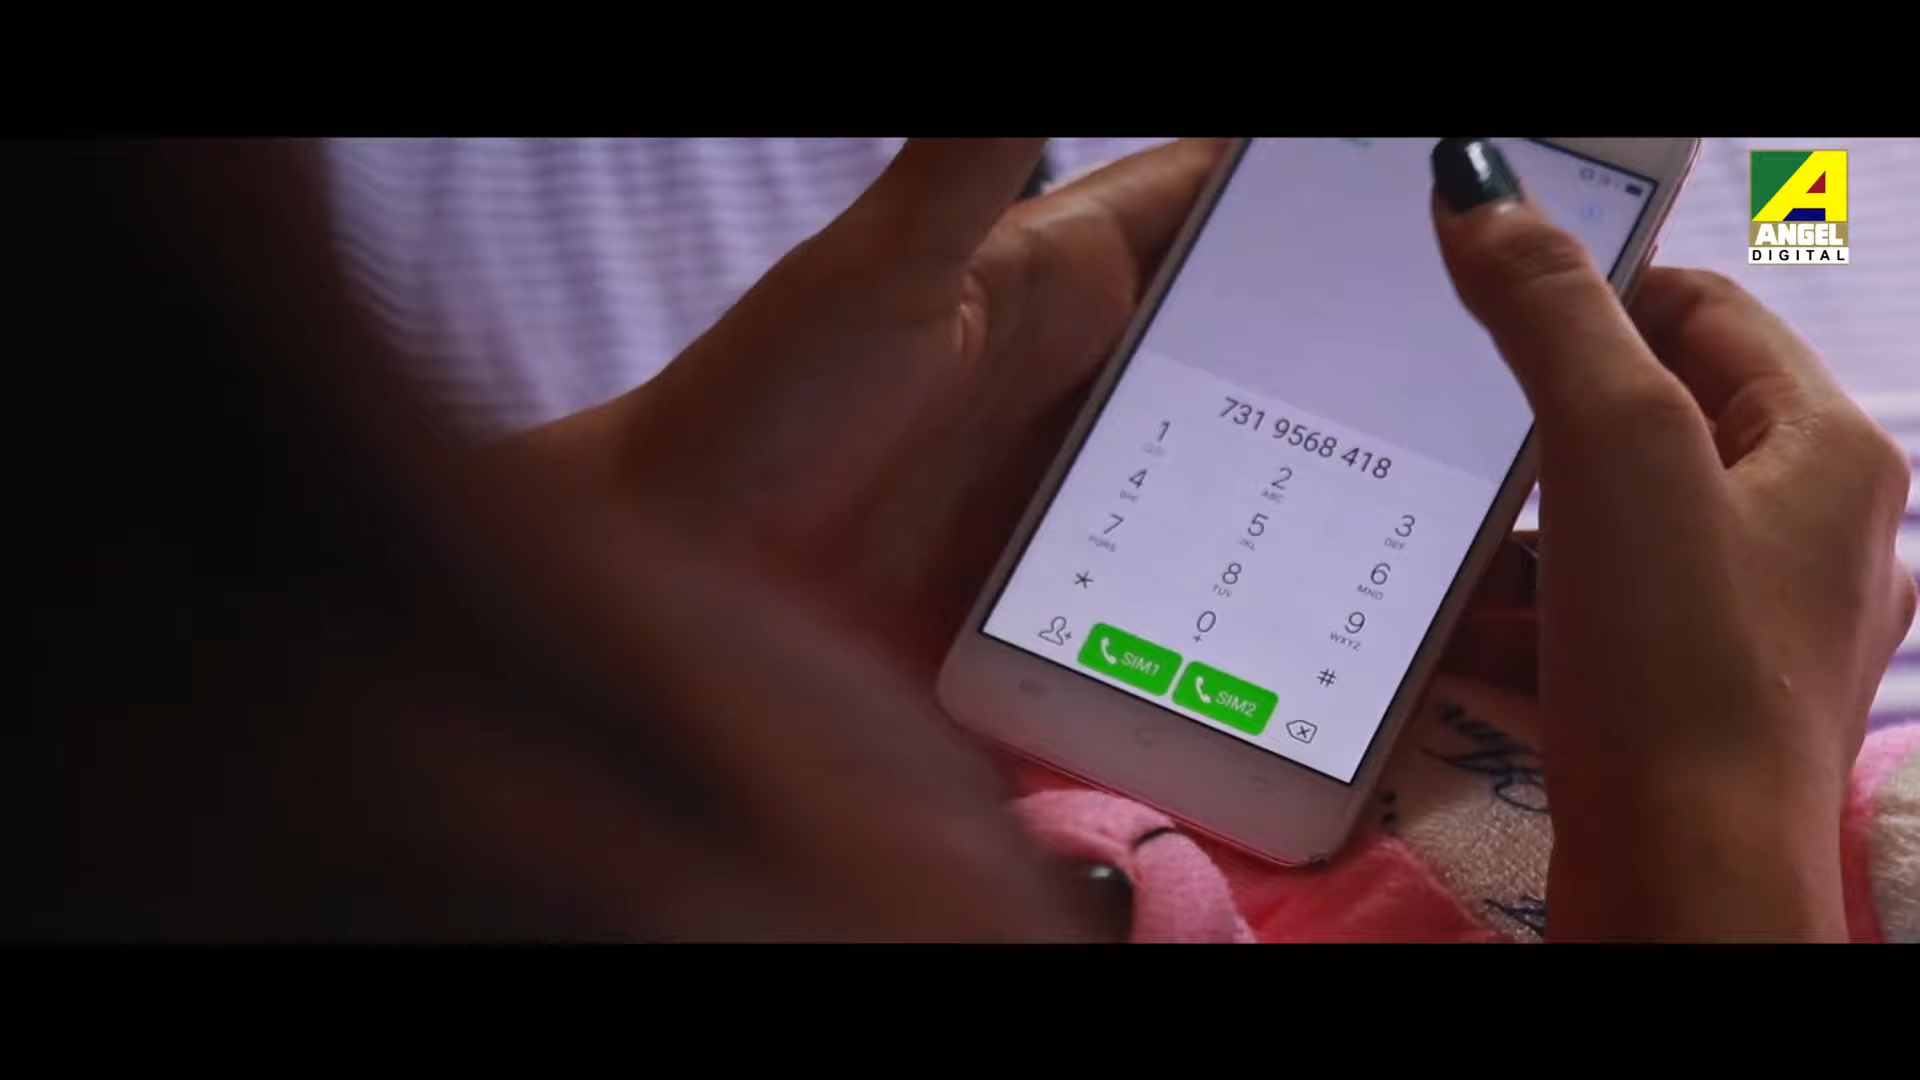 ANGEL
DIGITAL
731 9568 418
1
2
ABC
3
DEF
4
GHI
5
JKL
6
MNO
7
PQRS
8
TUV
9
WXYZ
*
0
+
#
SIM1
SIM2